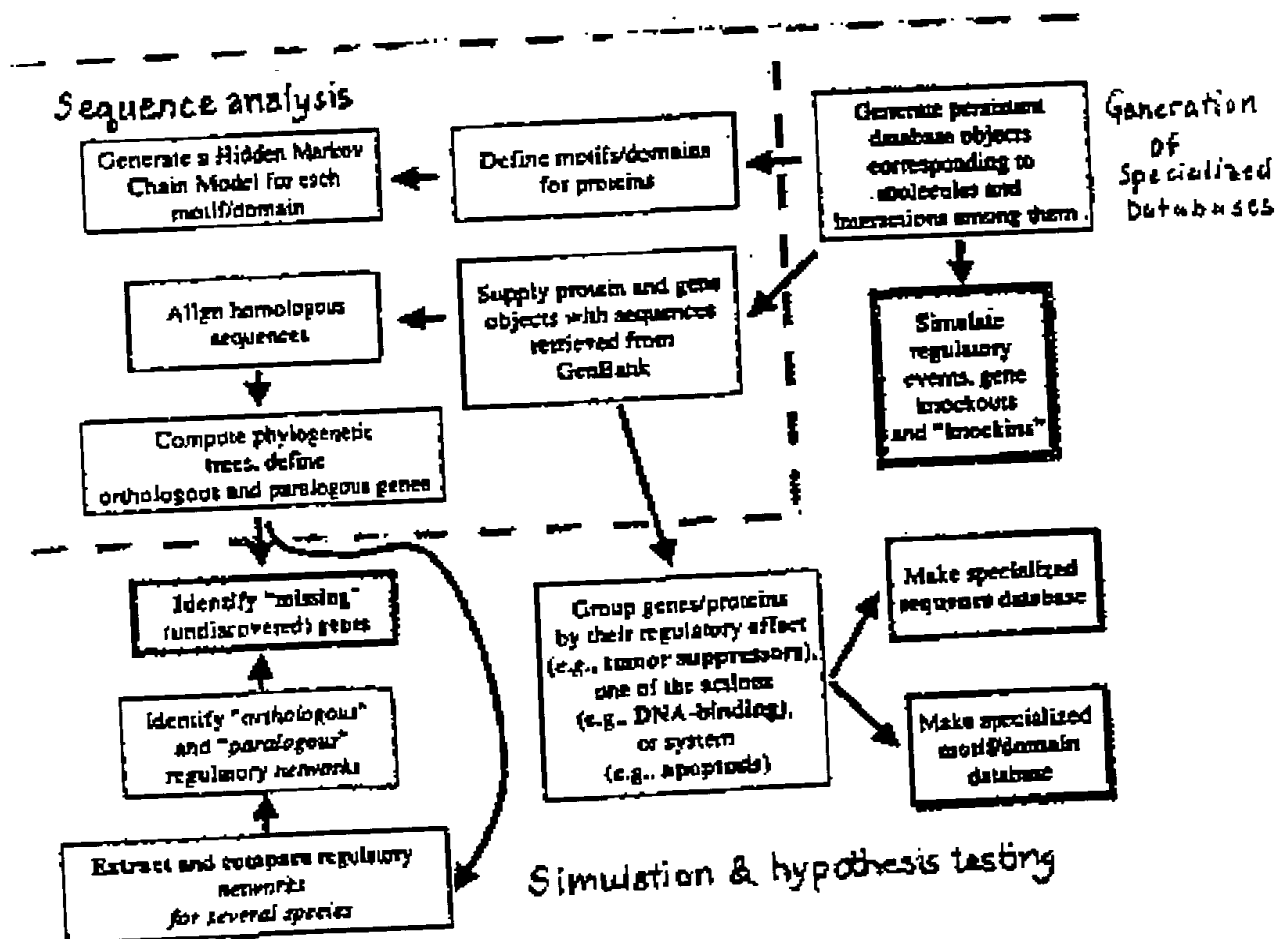 Sequence analysis
Generate a Hidden Markov
Chain Model for each
motif/domain
Define motifs/domains
for proteins
Generate persistent
database objects
corresponding to
molecules and
interactions among them
Generation
of
Specialized
Databases
Align homologous
sequences
Supply protein and gene
objects with sequences
retrieved from
GenBank
Simulate
regulatory
events, gene
knockouts
and "knockins"
Compute phylogenetic
trees, define
orthologous and paralogous genes
Identify "missing"
(undiscovered) genes
Group genes/proteins
by their regulatory effect
(e.g., tumor suppressors),
one of the actions
(e.g., DNA-binding),
or system
(e.g., apoptosis)
Make specialized
sequence database
Identify "orthologous"
and "paralogous"
regulatory networks
Make specialized
motif/domain
database
Extract and compare regulatory
networks
for several species
Simulation & hypothesis testing